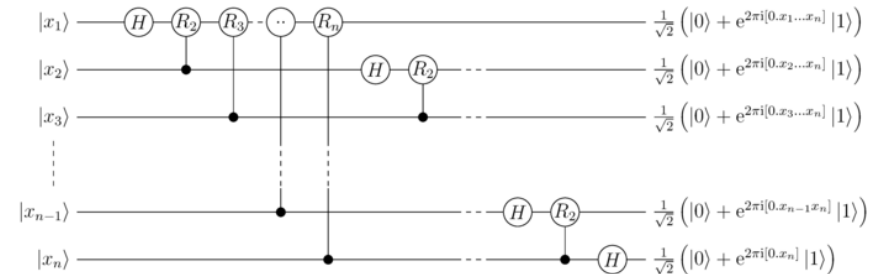 |x₁⟩ H R₂ R₃ ·· Rₙ 1/√2 (|0⟩ + e^{2πi[0.x₁...xₙ]} |1⟩)
|x₂⟩ H R₂ 1/√2 (|0⟩ + e^{2πi[0.x₂...xₙ]} |1⟩)
|x₃⟩ 1/√2 (|0⟩ + e^{2πi[0.x₃...xₙ]} |1⟩)
|xₙ₋₁⟩ H R₂ 1/√2 (|0⟩ + e^{2πi[0.xₙ₋₁xₙ]} |1⟩)
|xₙ⟩ H 1/√2 (|0⟩ + e^{2πi[0.xₙ]} |1⟩)